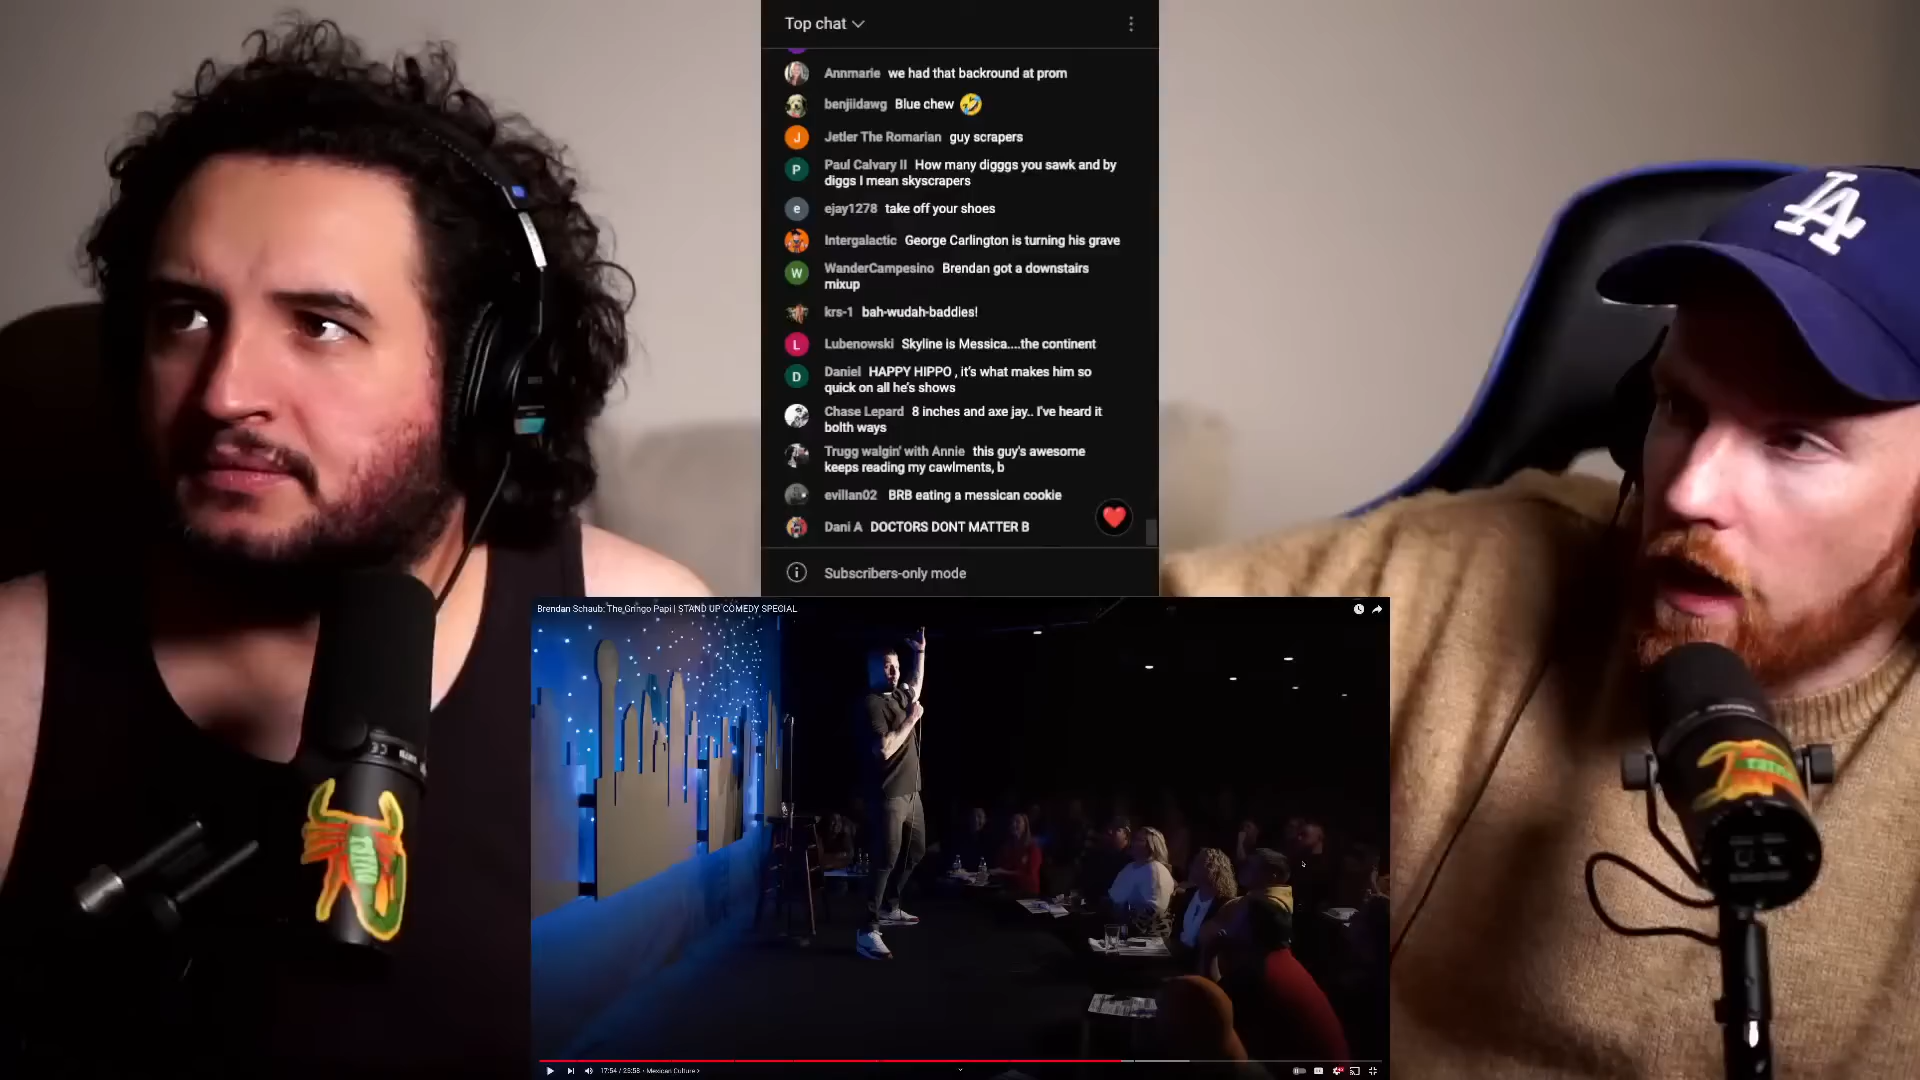 Top chat
Annmarie we had that backround at prom
benjiidawg Blue chew
J
Jetler The Romarian guy scrapers
P
Paul Calvary II How many digggs you sawk and by
diggs I mean skyscrapers
e
ejay1278 take off your shoes
Intergalactic George Carlington is turning his grave
W
WanderCampesino Brendan got a downstairs
mixup
krs-1 bah-wudah-baddies!
L
Lubenowski Skyline is Messica....the continent
D
Daniel HAPPY HIPPO , it's what makes him so
quick on all he's shows
Chase Lepard 8 inches and axe jay.. I've heard it
bolth ways
Trugg walgin' with Annie this guy's awesome
keeps reading my cawlments, b
evillan02 BRB eating a messican cookie
Dani A DOCTORS DONT MATTER B
Subscribers-only mode
LA
Brendan Schaub: The Gringo Papi | STAND UP COMEDY SPECIAL
17:54 / 25:58 • Mexican Culture >